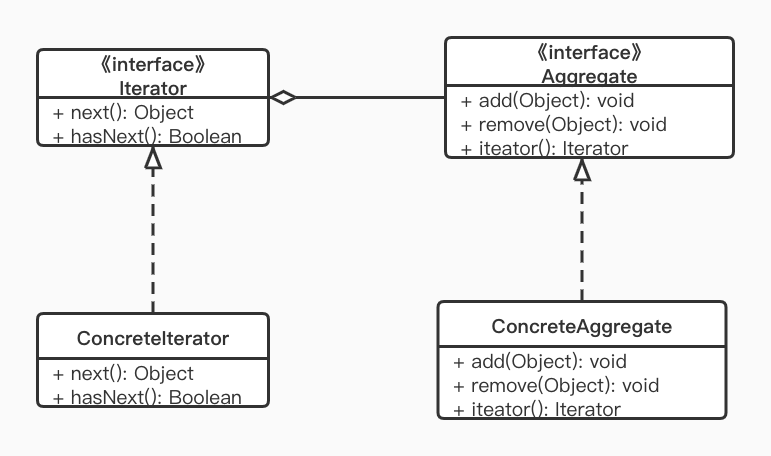 《interface》
Iterator
+ next(): Object
+ hasNext(): Boolean
《interface》
Aggregate
+ add(Object): void
+ remove(Object): void
+ iteator(): Iterator
ConcreteIterator
+ next(): Object
+ hasNext(): Boolean
ConcreteAggregate
+ add(Object): void
+ remove(Object): void
+ iteator(): Iterator